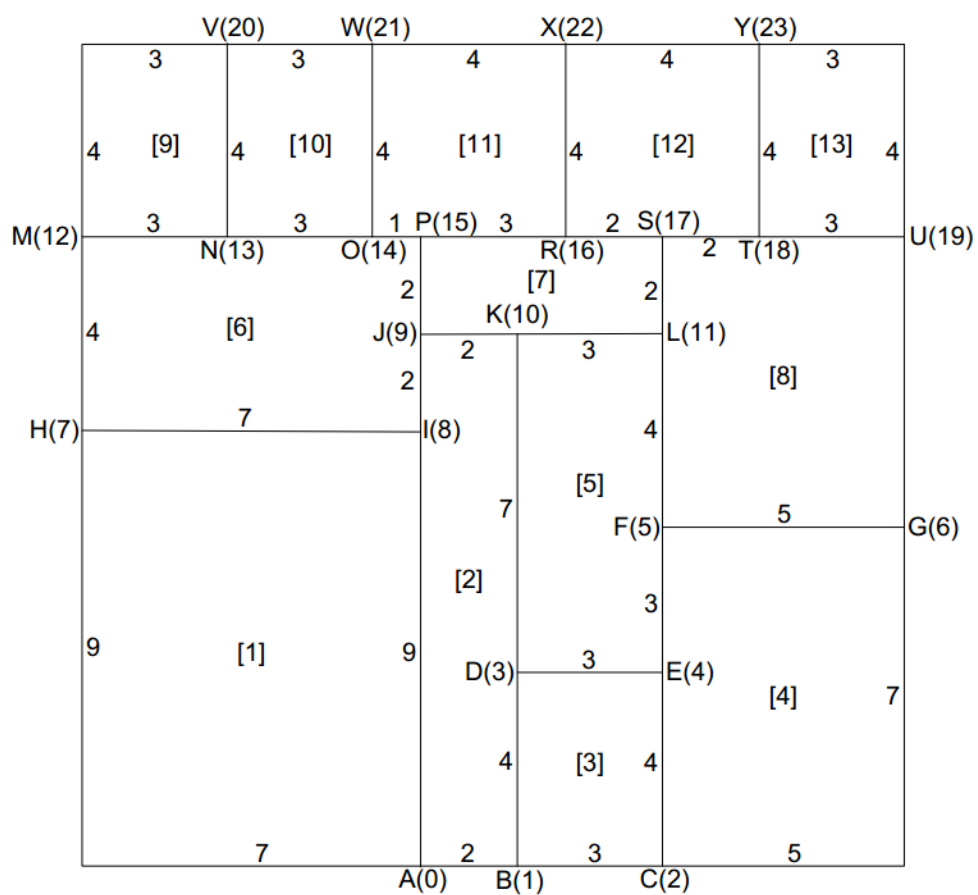 V(20) W(21) X(22) Y(23)
3 3 4 4 3
4 [9] 4 [10] 4 [11] 4 [12] 4 [13] 4
3 3 1 P(15) 3 2 S(17) 3
M(12) U(19)
N(13) O(14) R(16) 2 T(18)
2 [7] 2
K(10)
4 [6] J(9) L(11)
2 3
2 [8]
7
H(7) I(8) 4
[5]
7
5
F(5) G(6)
[2]
3
9 [1] 9
3
D(3) E(4)
[4] 7
4 [3] 4
7 2 3 5
A(0) B(1) C(2)